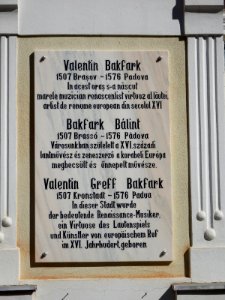 Valentin Bakfark
1507 Brașov - 1576 Padova
În acest oraș s-a născut
marele muzician renascentist virtuoz al lăutei,
artist de renume european din secolul XVI
Bakfark Bálint
1507 Brassó - 1576 Pádova
Városunkban született a XVI. századi
lantművész és zeneszerző a korabeli Európa
megbecsült és ünnepelt művésze.
Valentin Greff Bakfark
1507 Kronstadt - 1576 Padua
In dieser Stadt wurde
der bedeutende Renaissance-Musiker,
ein Virtuose des Lautenspiels
und Künstler von europäischem Ruf
im XVI. Jahrhundert, geboren